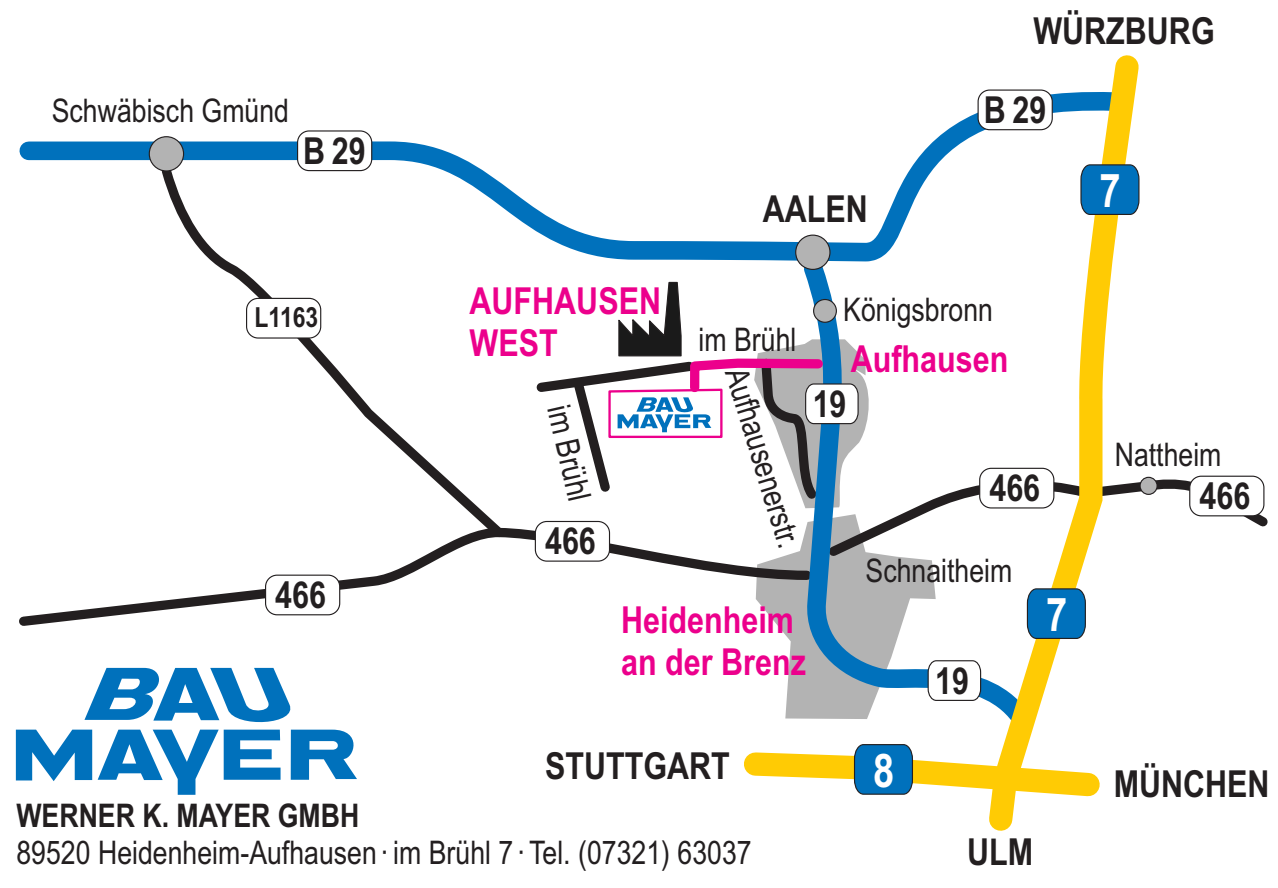 WÜRZBURG
Schwäbisch Gmünd
B 29
B 29
7
AALEN
AUFHAUSEN
WEST
L1163
im Brühl
Königsbronn
Aufhausen
BAU
MAYER
19
im Brühl
Aufhausenerstr.
Nattheim
466
466
466
466
Schnaitheim
7
Heidenheim
an der Brenz
19
BAU
MAYER
STUTTGART
8
MÜNCHEN
WERNER K. MAYER GMBH
89520 Heidenheim-Aufhausen · im Brühl 7 · Tel. (07321) 63037
ULM